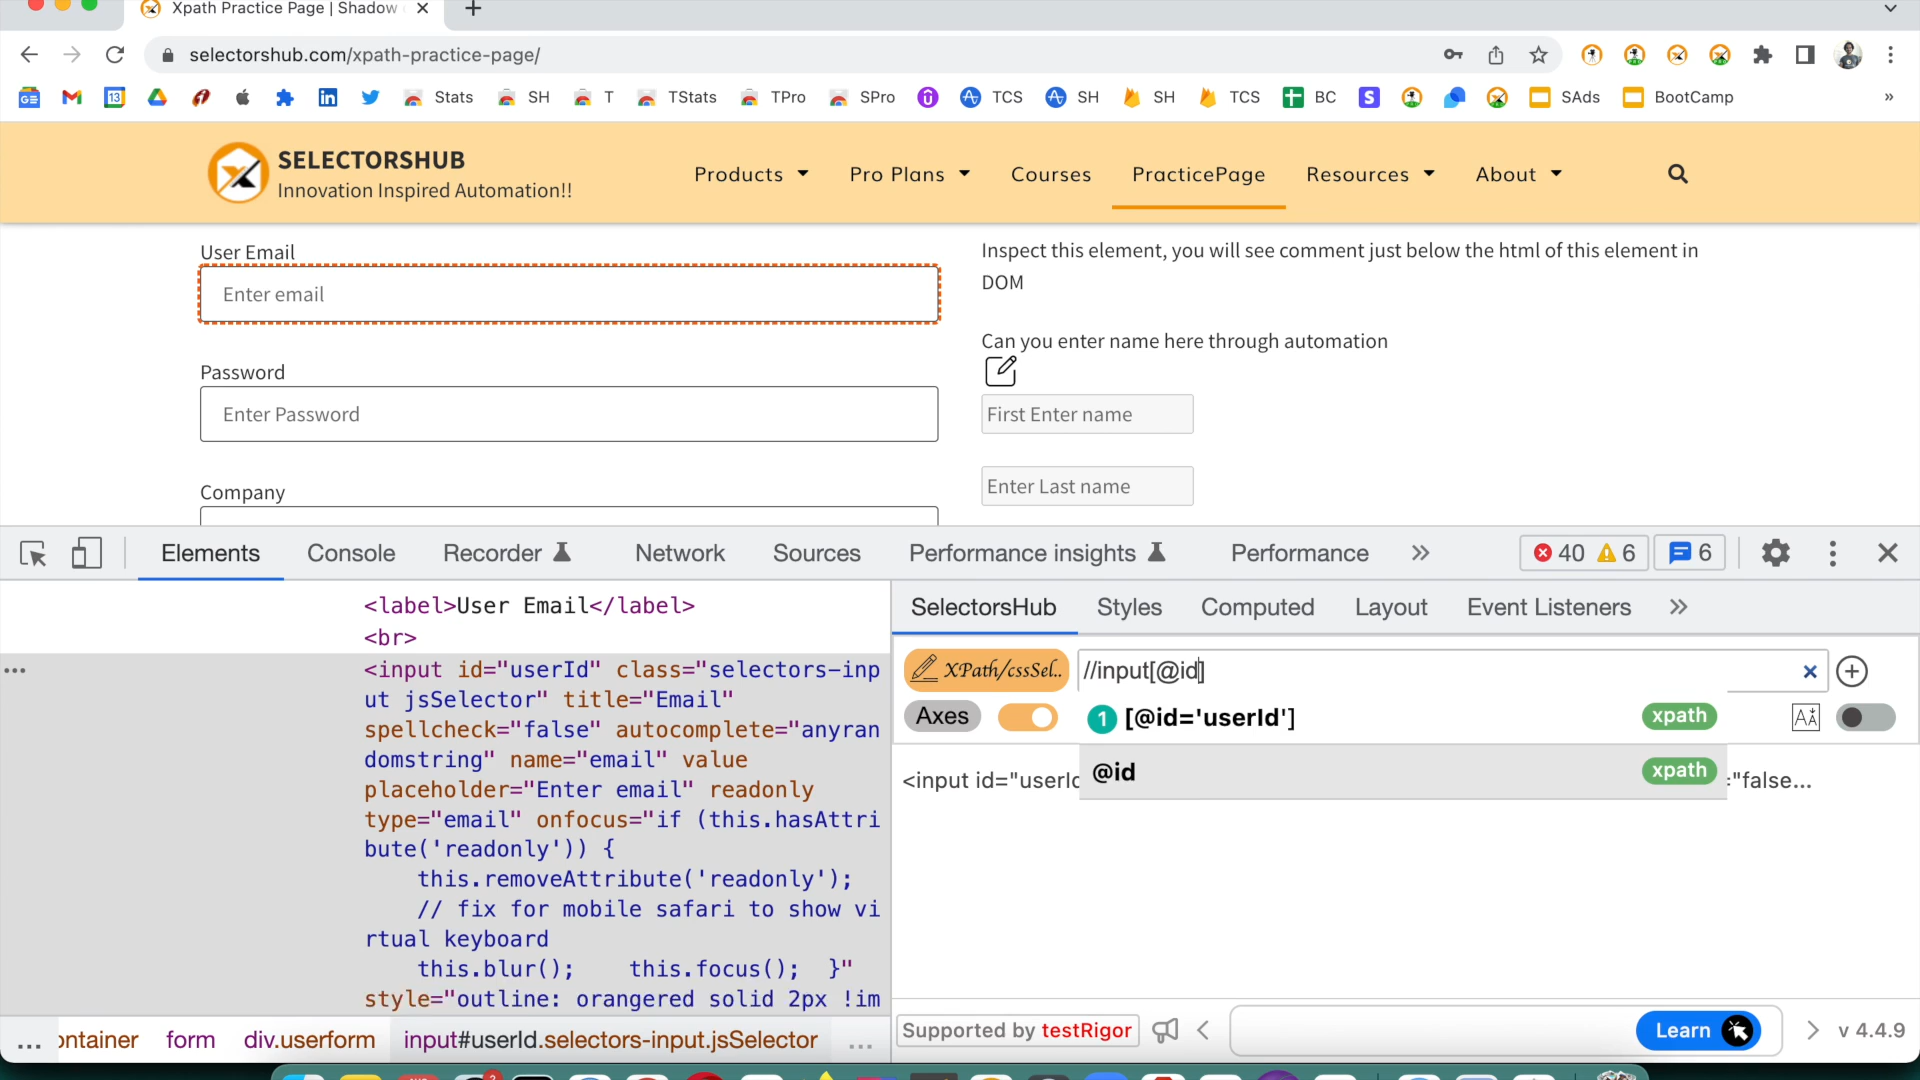 Xpath Practice Page | Shadow
selectorshub.com/xpath-practice-page/
Stats SH T TStats TPro SPro TCS SH SH TCS BC SAds BootCamp »
SELECTORSHUB
Innovation Inspired Automation!!
Products Pro Plans Courses PracticePage Resources About
User Email
Enter email
Password
Enter Password
Company
Inspect this element, you will see comment just below the html of this element in
DOM
Can you enter name here through automation
First Enter name
Enter Last name
Elements Console Recorder Network Sources Performance insights Performance » 40 6 6
<label>User Email</label>
<br>
<input id="userId" class="selectors-inp
ut jsSelector" title="Email"
spellcheck="false" autocomplete="anyran
domstring" name="email" value
placeholder="Enter email" readonly
type="email" onfocus="if (this.hasAttri
bute('readonly')) {
this.removeAttribute('readonly');
// fix for mobile safari to show vi
rtual keyboard
this.blur(); this.focus(); }"
style="outline: orangered solid 2px !im
... ontainer form div.userform input#userId.selectors-input.jsSelector ...
SelectorsHub Styles Computed Layout Event Listeners »
XPath/cssSel.. //input[@id]
Axes 1 [@id='userId'] xpath
@id xpath
<input id="userId ="false...
Supported by testRigor Learn v 4.4.9